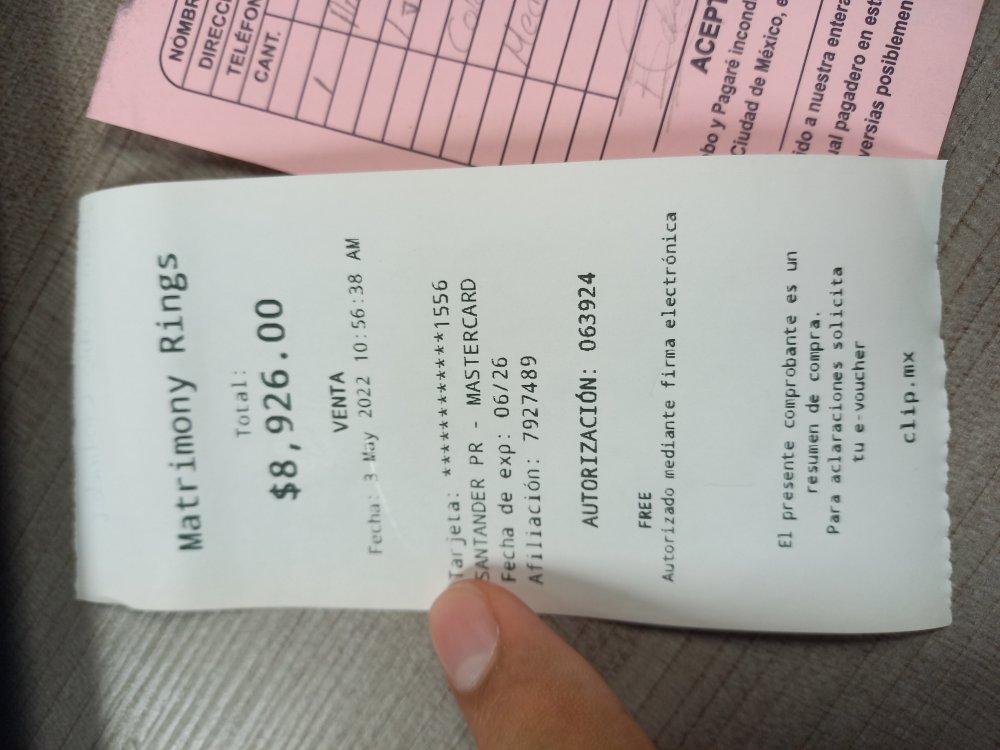 Matrimony Rings
Total:
$8,926.00
VENTA
Fecha: 3 May 2022 10:56:38 AM
Tarjeta: ************1556
SANTANDER PR - MASTERCARD
Fecha de exp: 06/26
Afiliación: 7927489
AUTORIZACIÓN: 063924
FREE
Autorizado mediante firma electrónica
El presente comprobante es un
resumen de compra.
Para aclaraciones solicita
tu e-voucher
clip.mx
NOMBR
DIRECC
TELÉFO
CANT.
ACEPT
bo y Pagaré incond
Ciudad de México, e
ido a nuestra entera
ual pagadero en est
versias posiblemen